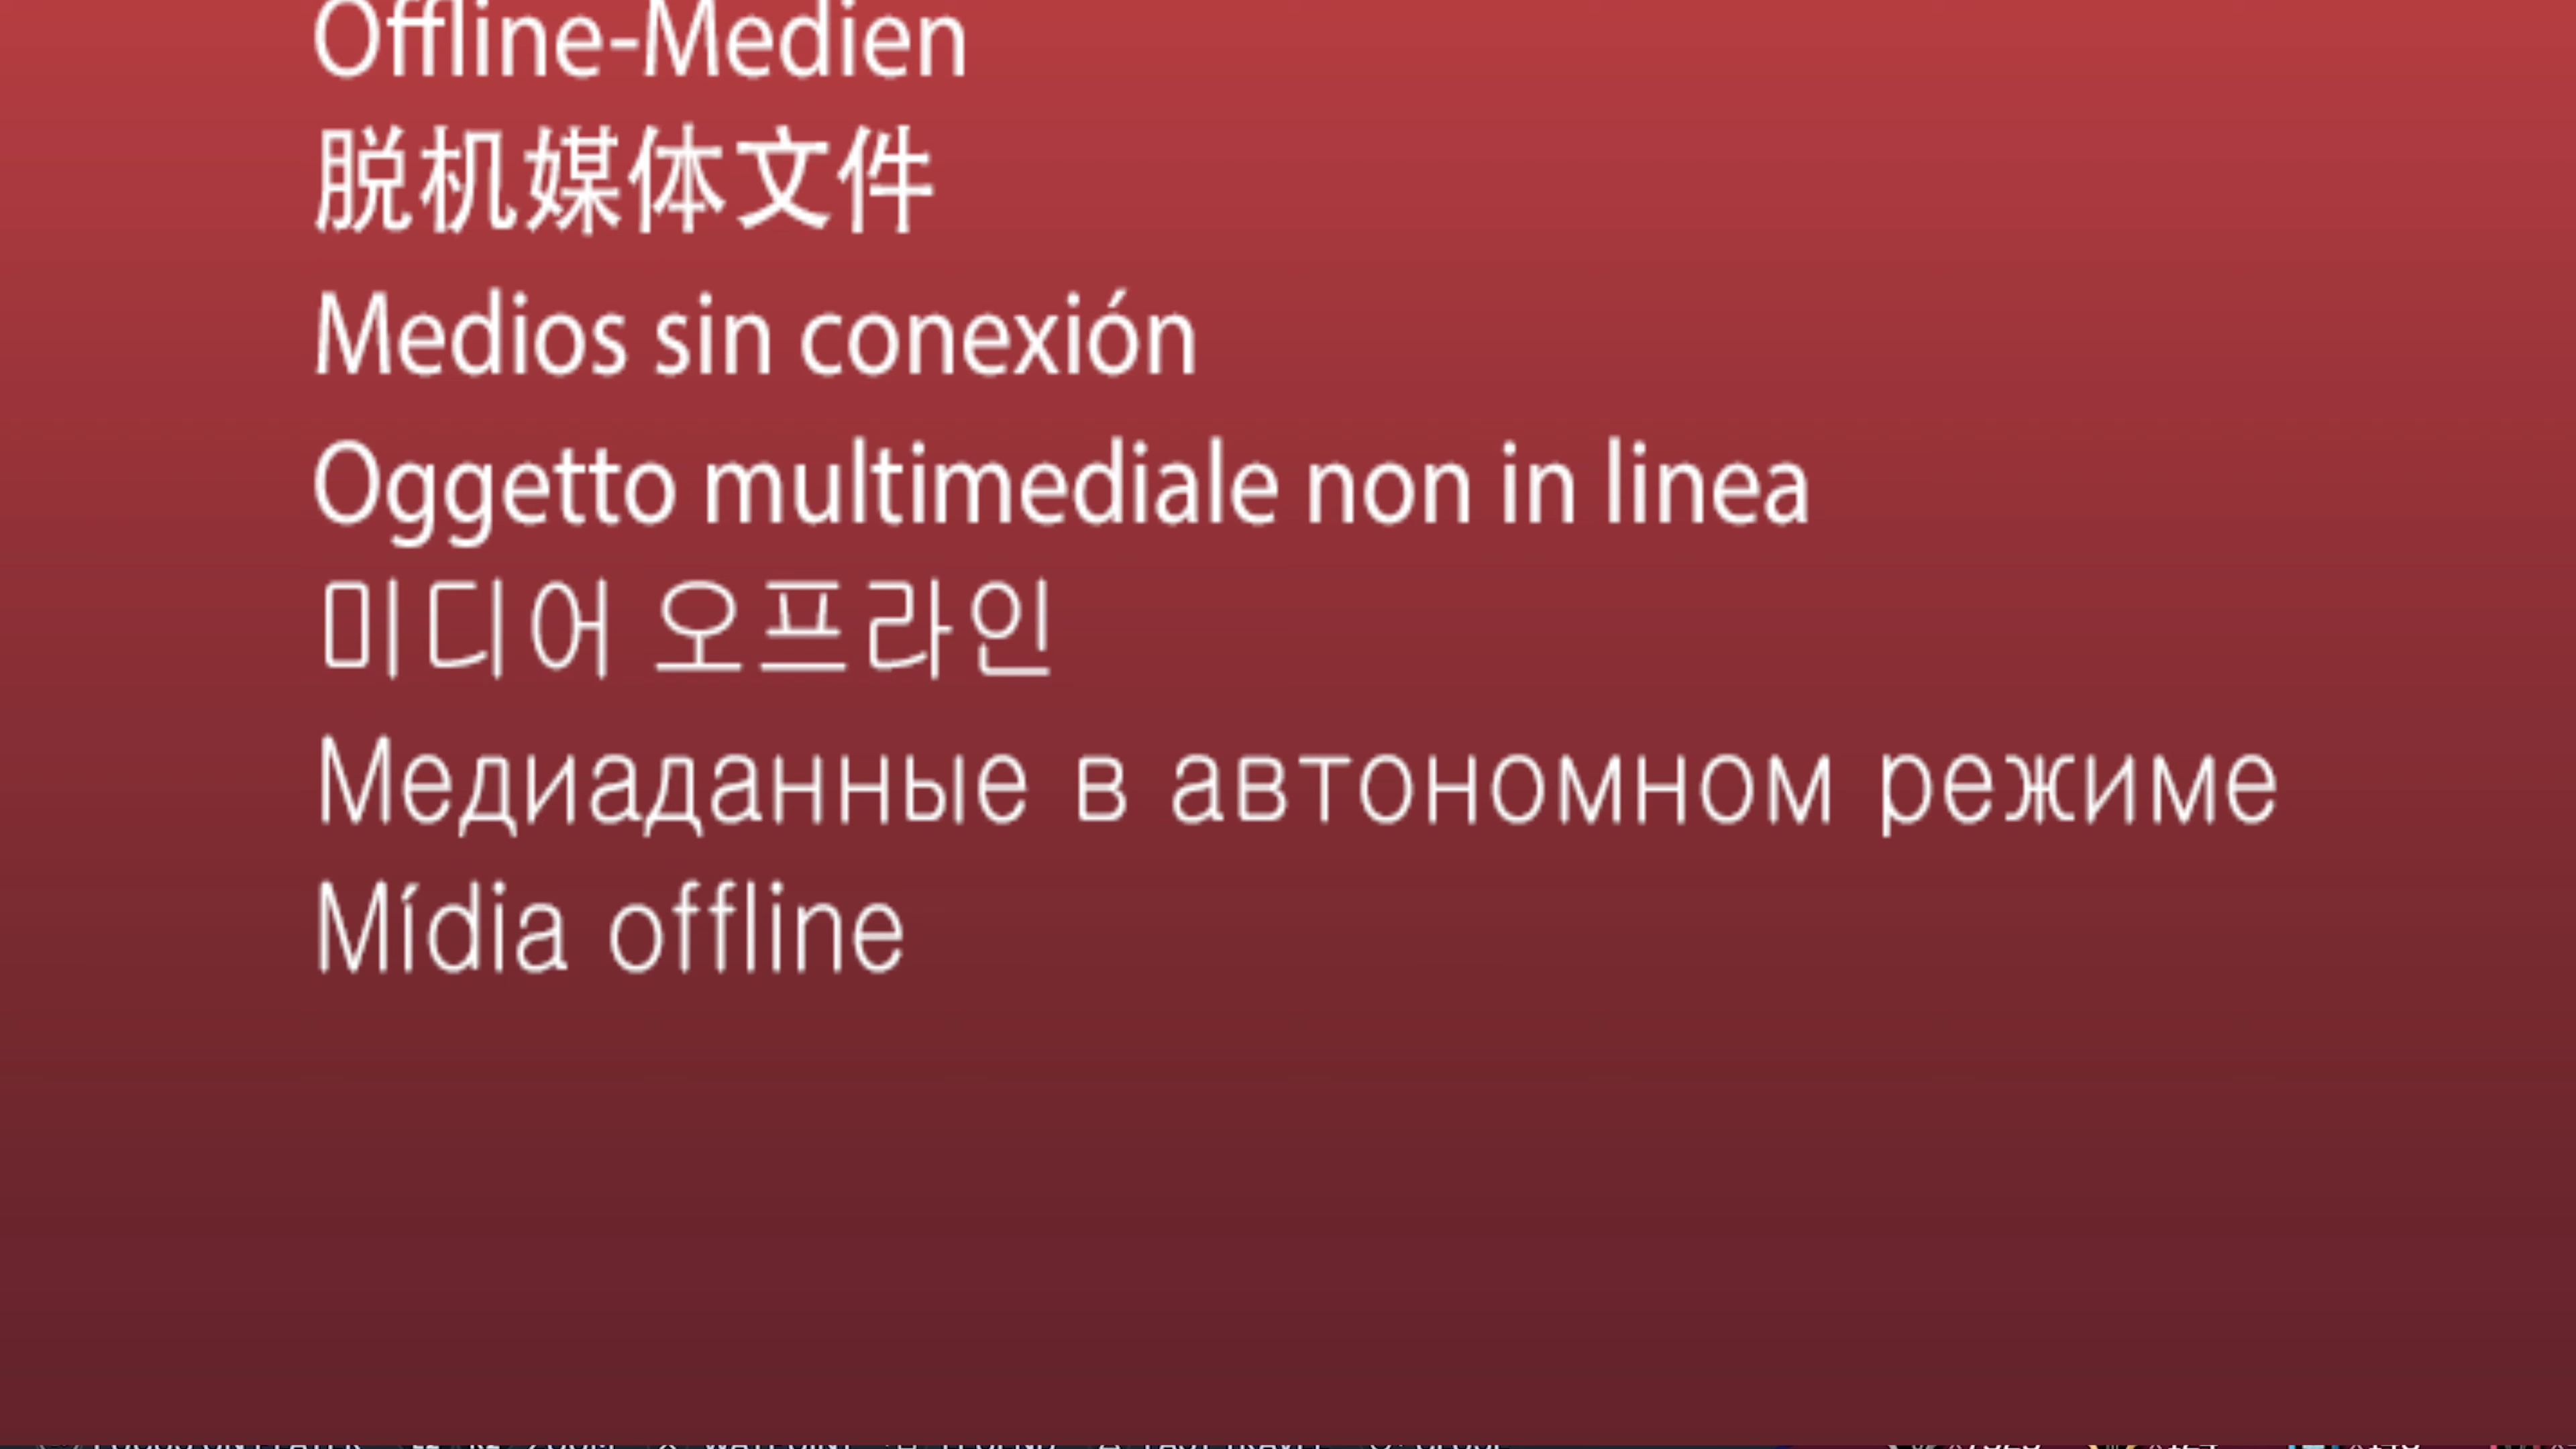 Offline-Medien
脱机媒体文件
Medios sin conexión
Oggetto multimediale non in linea
미디어 오프라인
Медиаданные в автономном режиме
Mídia offline